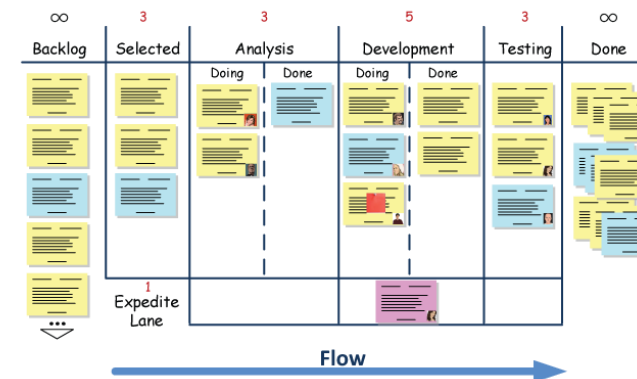 ∞ 3 3 5 3 ∞
Backlog Selected Analysis Development Testing Done
Doing Done Doing Done
...
1
Expedite
Lane
Flow